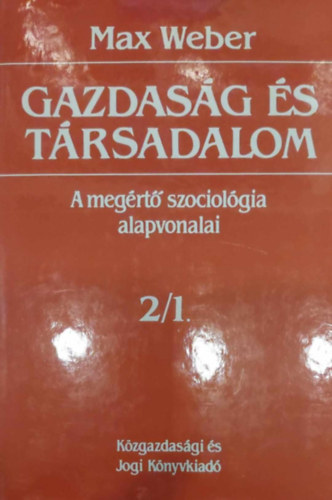 Max Weber
GAZDASÁG ÉS
TÁRSADALOM
A megértő szociológia
alapvonalai
2/1.
Közgazdasági és
Jogi Könyvkiadó